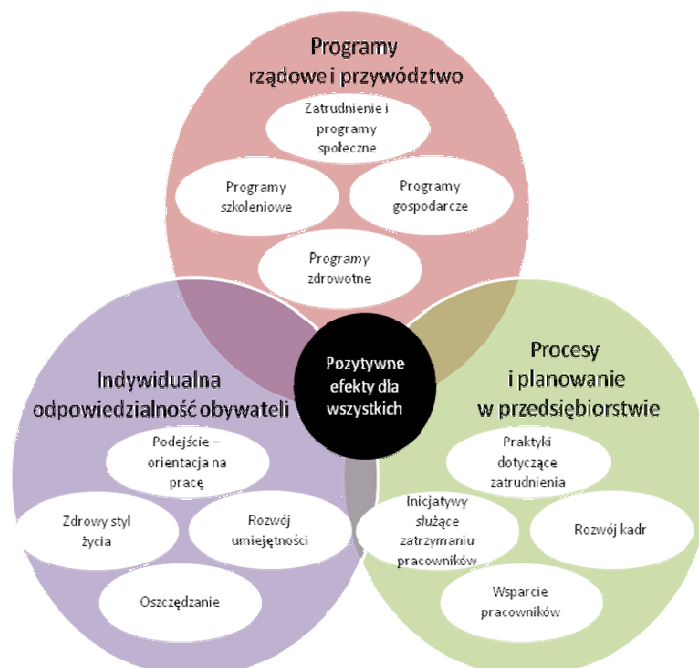 Programy
rządowe i przywództwo
Zatrudnienie i
programy
społeczne
Programy
szkoleniowe
Programy
gospodarcze
Programy
zdrowotne
Pozytywne
efekty dla
wszystkich
Indywidualna
odpowiedzialność obywateli
Podejście –
orientacja na
pracę
Zdrowy styl
życia
Rozwój
umiejętności
Oszczędzanie
Procesy
i planowanie
w przedsiębiorstwie
Praktyki
dotyczące
zatrudnienia
Inicjatywy
służące
zatrzymaniu
pracowników
Rozwój kadr
Wsparcie
pracowników